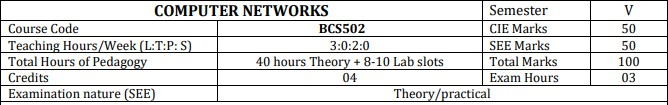 COMPUTER NETWORKS Semester V
Course Code BCS502 CIE Marks 50
Teaching Hours/Week (L:T:P: S) 3:0:2:0 SEE Marks 50
Total Hours of Pedagogy 40 hours Theory + 8-10 Lab slots Total Marks 100
Credits 04 Exam Hours 03
Examination nature (SEE) Theory/practical